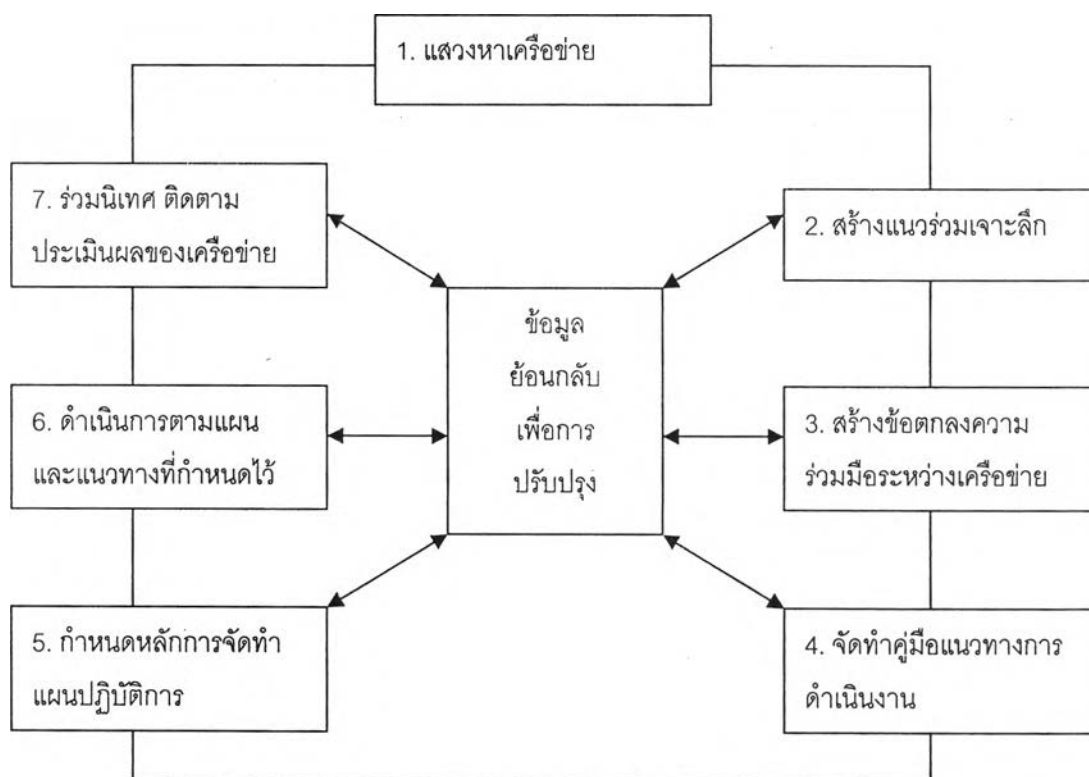 1. แสวงหาเครือข่าย
2. สร้างแนวร่วมเจาะลึก
3. สร้างข้อตกลงความ
ร่วมมือระหว่างเครือข่าย
4. จัดทำคู่มือแนวทางการ
ดำเนินงาน
5. กำหนดหลักการจัดทำ
แผนปฏิบัติการ
6. ดำเนินการตามแผน
และแนวทางที่กำหนดไว้
7. ร่วมนิเทศ ติดตาม
ประเมินผลของเครือข่าย
ข้อมูล
ย้อนกลับ
เพื่อการ
ปรับปรุง